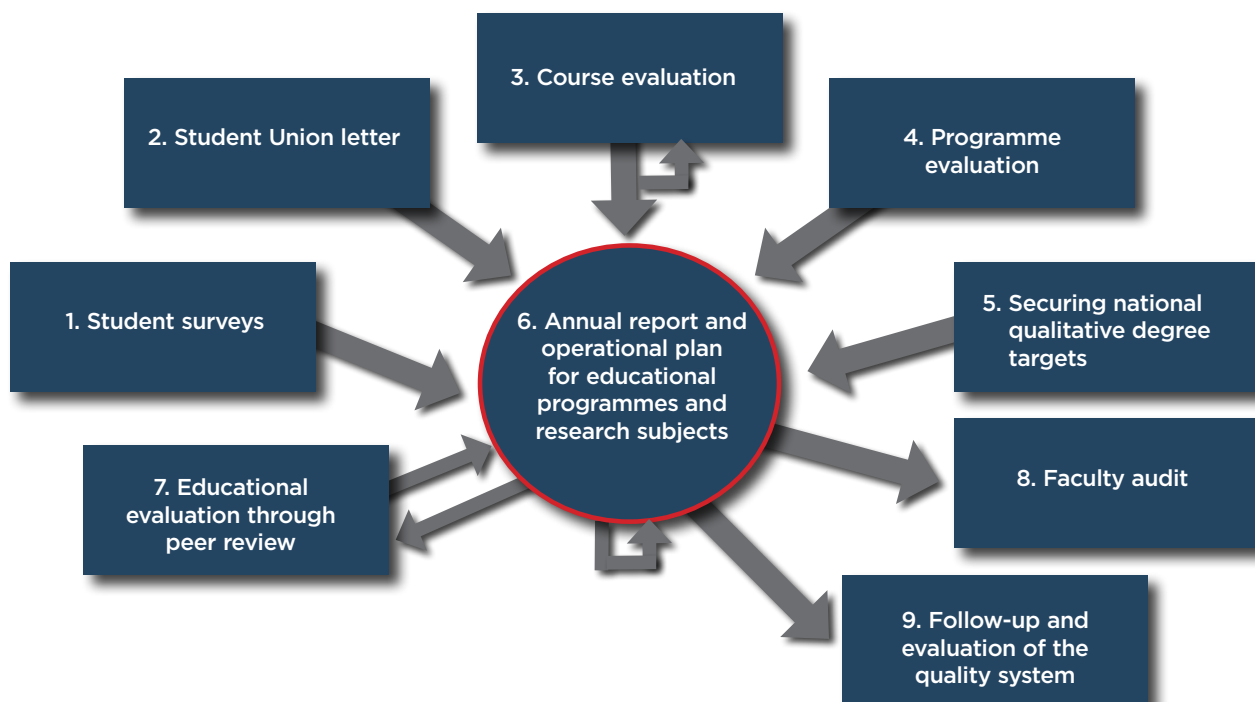 3. Course evaluation
2. Student Union letter
4. Programme
evaluation
1. Student surveys
5. Securing national
qualitative degree
targets
6. Annual report and
operational plan
for educational
programmes and
research subjects
7. Educational
evaluation through
peer review
8. Faculty audit
9. Follow-up and
evaluation of the
quality system